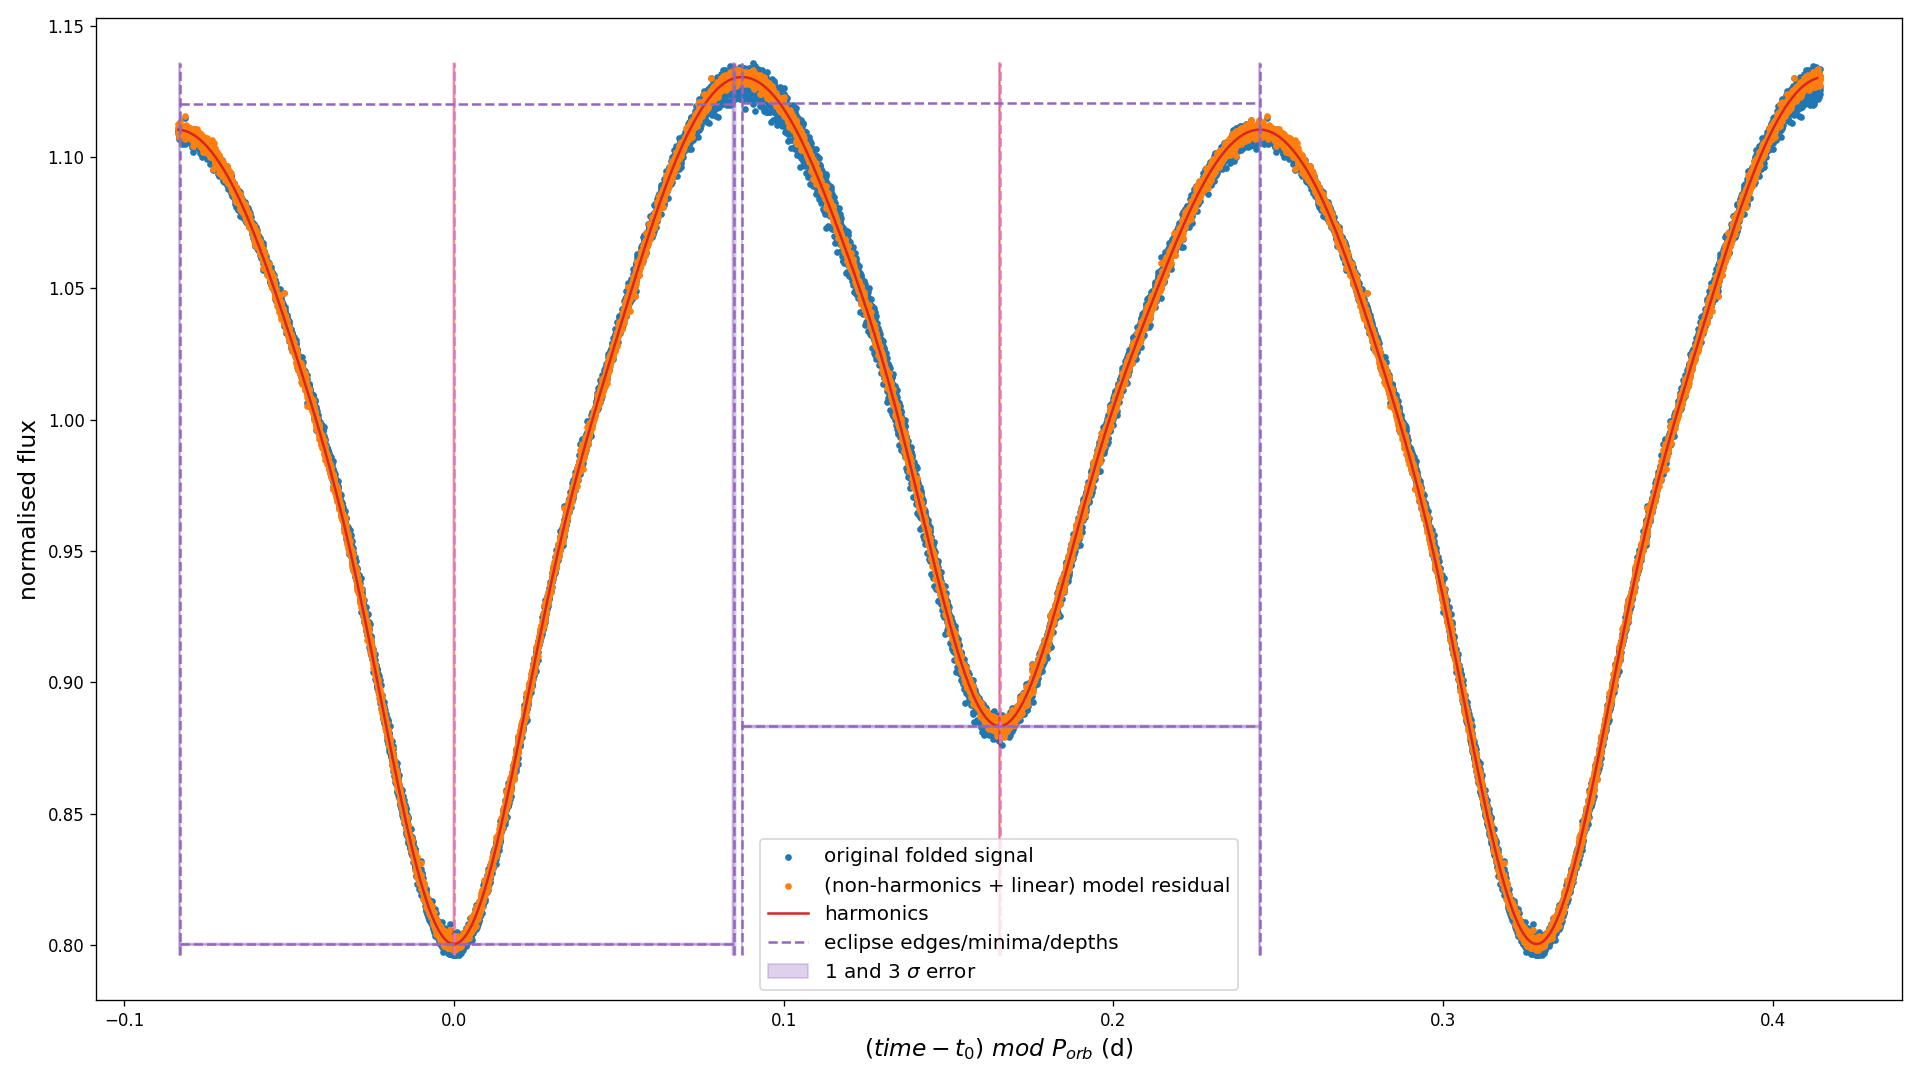 1.15
1.10
1.05
1.00
0.95
0.90
0.85
0.80
normalised flux
original folded signal
(non-harmonics + linear) model residual
harmonics
eclipse edges/minima/depths
1 and 3 σ error
−0.1 0.0 0.1 0.2 0.3 0.4
(time − t₀) mod Pₒᵣb (d)